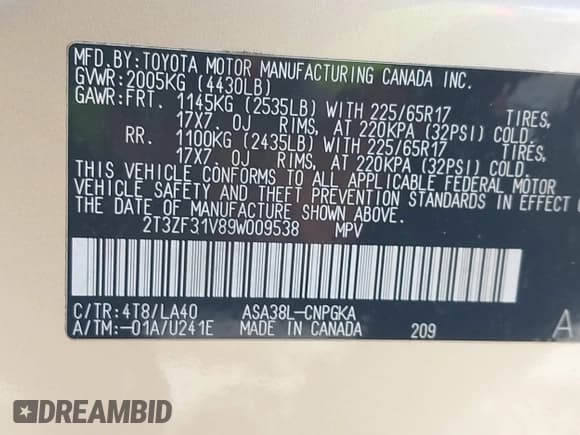 MFD.BY:TOYOTA MOTOR MANUFACTURING CANADA INC.
GVWR:2005KG (4430LB)
GAWR:FRT. 1145KG (2535LB) WITH 225/65R17 TIRES,
17X7.0J RIMS, AT 220KPA (32PSI) COLD.
RR. 1100KG (2435LB) WITH 225/65R17 TIRES,
17X7.0J RIMS, AT 220KPA (32PSI) COLD.
THIS VEHICLE CONFORMS TO ALL APPLICABLE FEDERAL MOTOR
VEHICLE SAFETY AND THEFT PREVENTION STANDARDS IN EFFECT
THE DATE OF MANUFACTURE SHOWN ABOVE.
2T3ZF31V89W009538 MPV
C/TR:4T8/LA40 ASA38L-CNPGKA
A/TM:-01A/U241E MADE IN CANADA 209 A
DREAMBID